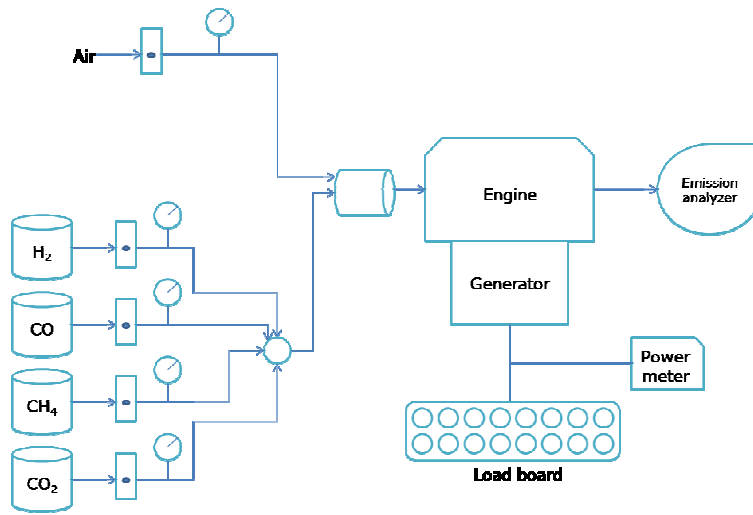 Air
Engine
Emission
analyzer
H₂
Generator
CO
Power
meter
CH₄
Load board
CO₂